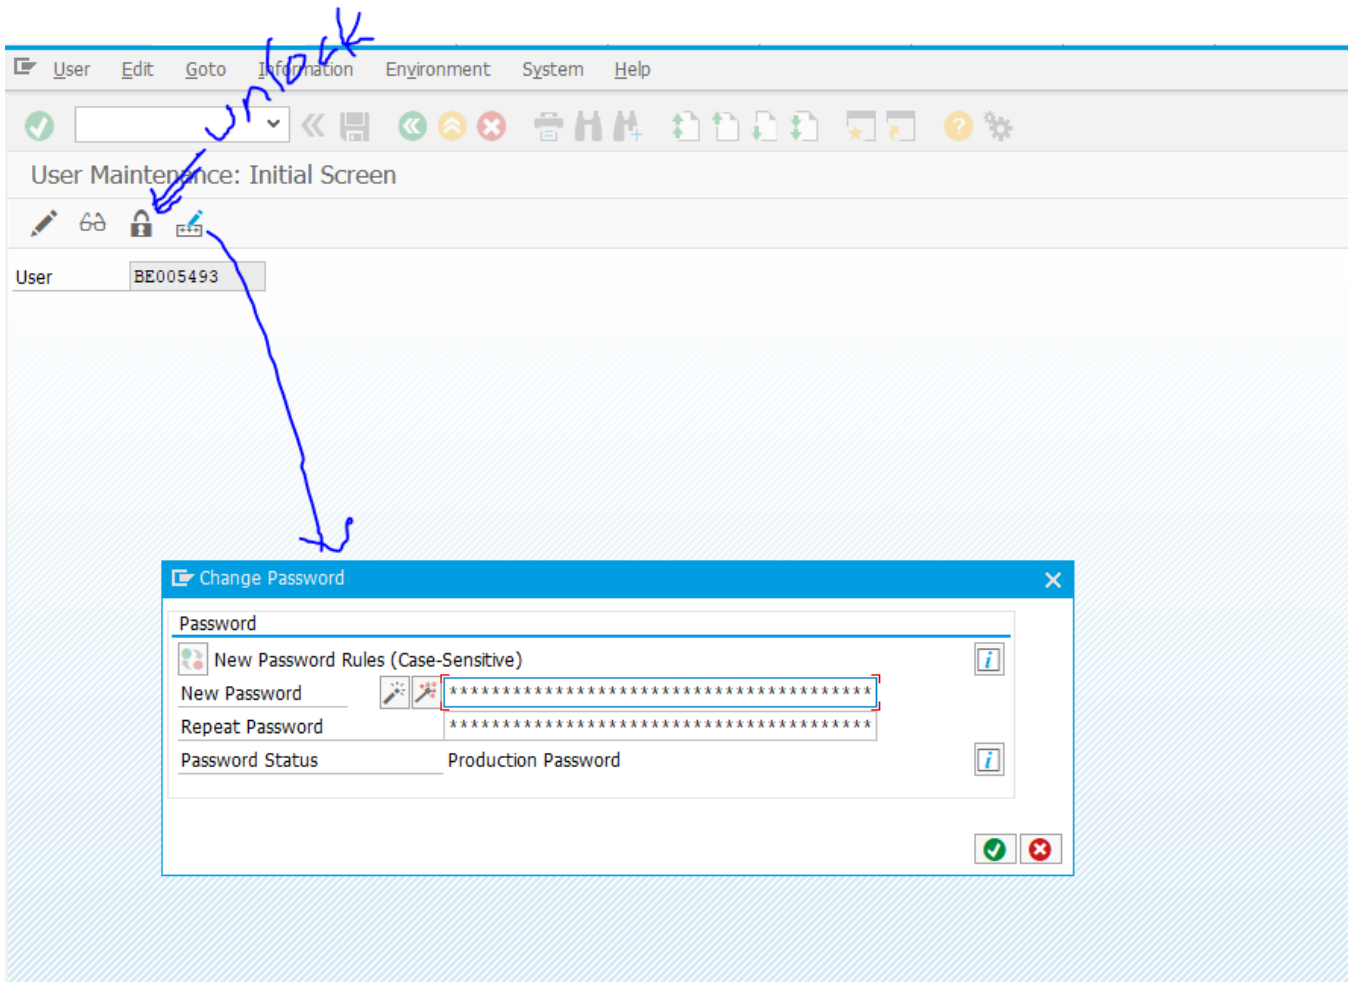 unlock
User Edit Goto Information Environment System Help
User Maintenance: Initial Screen
User BE005493
Change Password
Password
New Password Rules (Case-Sensitive)
New Password ****************************************
Repeat Password ****************************************
Password Status Production Password